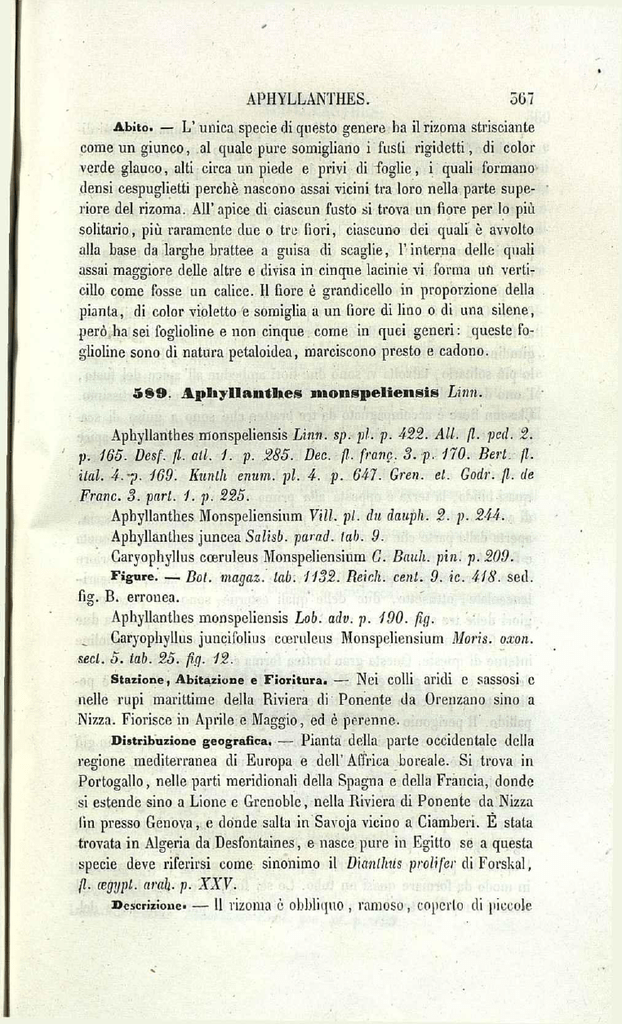 APHYLLANTHES. 567
Abito. — L' unica specie di questo genere ha il rizoma strisciante
come un giunco, al quale pure somigliano i fusti rigidetti, di color
verde glauco, alti circa un piede e privi di foglie, i quali formano
densi cespuglietti perchè nascono assai vicini tra loro nella parte supe-
riore del rizoma. All' apice di ciascun fusto si trova un fiore per lo più
solitario, più raramente due o tre fiori, ciascuno dei quali è avvolto
alla base da larghe brattee a guisa di scaglie, l' interna delle quali
assai maggiore delle altre e divisa in cinque lacinie vi forma un verti-
cillo come fosse un calice. Il fiore è grandicello in proporzione della
pianta, di color violetto e somiglia a un fiore di lino o di una silene,
però ha sei foglioline e non cinque come in quei generi: queste fo-
glioline sono di natura petaloidea, marciscono presto e cadono.
589. Aphyllanthes monspeliensis Linn.
Aphyllanthes monspeliensis Linn. sp. pl. p. 422. All. fl. ped. 2.
p. 165. Desf. fl. atl. 1. p. 285. Dec. fl. franç. 3. p. 170. Bert. fl.
ital. 4. p. 169. Kunth enum. pl. 4. p. 647. Gren. et. Godr. fl. de
Franc. 3. part. 1. p. 225.
Aphyllanthes Monspeliensium Vill. pl. du dauph. 2. p. 244.
Aphyllanthes juncea Salisb. parad. tab. 9.
Caryophyllus cœruleus Monspeliensium C. Bauh. pin. p. 209.
Figure. — Bot. magaz. tab. 1132. Reich. cent. 9. ic. 418. sed.
fig. B. erronea.
Aphyllanthes monspeliensis Lob. adv. p. 190. fig.
Caryophyllus juncifolius cœruleus Monspeliensium Moris. oxon.
sect. 5. tab. 25. fig. 12.
Stazione, Abitazione e Fioritura. — Nei colli aridi e sassosi e
nelle rupi marittime della Riviera di Ponente da Orenzano sino a
Nizza. Fiorisce in Aprile e Maggio, ed è perenne.
Distribuzione geografica. — Pianta della parte occidentale della
regione mediterranea di Europa e dell' Affrica boreale. Si trova in
Portogallo, nelle parti meridionali della Spagna e della Francia, donde
si estende sino a Lione e Grenoble, nella Riviera di Ponente da Nizza
fin presso Genova, e donde salta in Savoja vicino a Ciamberi. È stata
trovata in Algeria da Desfontaines, e nasce pure in Egitto se a questa
specie deve riferirsi come sinonimo il Dianthus prolifer di Forskal,
fl. ægypt. arab. p. XXV.
Descrizione. — Il rizoma è obbliquo, ramoso, coperto di piccole